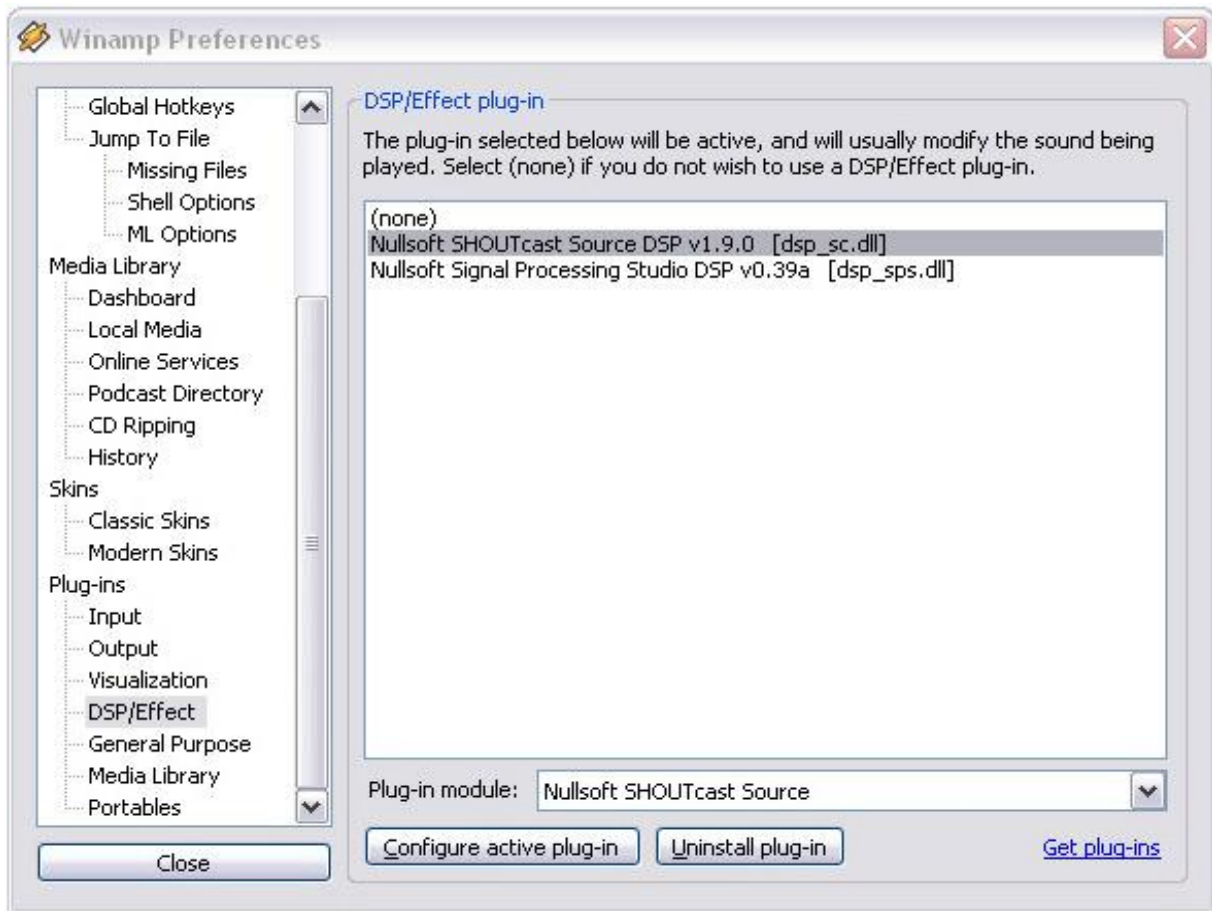 Winamp Preferences
Global Hotkeys
Jump To File
Missing Files
Shell Options
ML Options
Media Library
Dashboard
Local Media
Online Services
Podcast Directory
CD Ripping
History
Skins
Classic Skins
Modern Skins
Plug-ins
Input
Output
Visualization
DSP/Effect
General Purpose
Media Library
Portables
Close
DSP/Effect plug-in
The plug-in selected below will be active, and will usually modify the sound being
played. Select (none) if you do not wish to use a DSP/Effect plug-in.
(none)
Nullsoft SHOUTcast Source DSP v1.9.0 [dsp_sc.dll]
Nullsoft Signal Processing Studio DSP v0.39a [dsp_sps.dll]
Plug-in module: Nullsoft SHOUTcast Source
Configure active plug-in Uninstall plug-in Get plug-ins